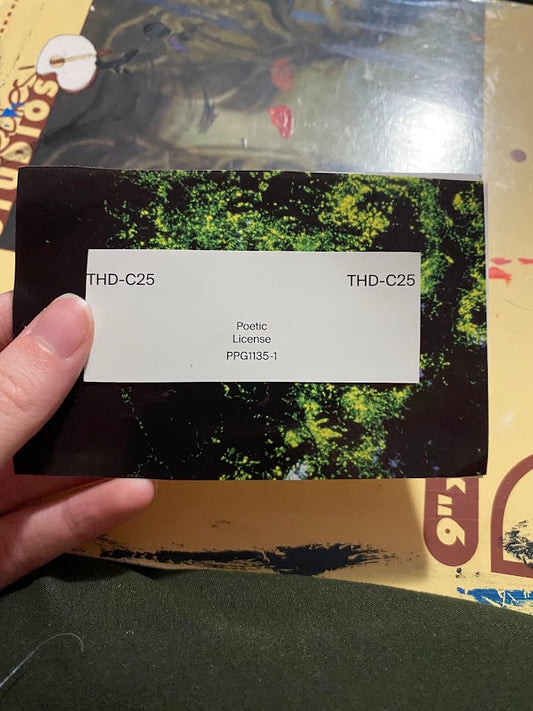 THD-C25 THD-C25
Poetic
License
PPG1135-1